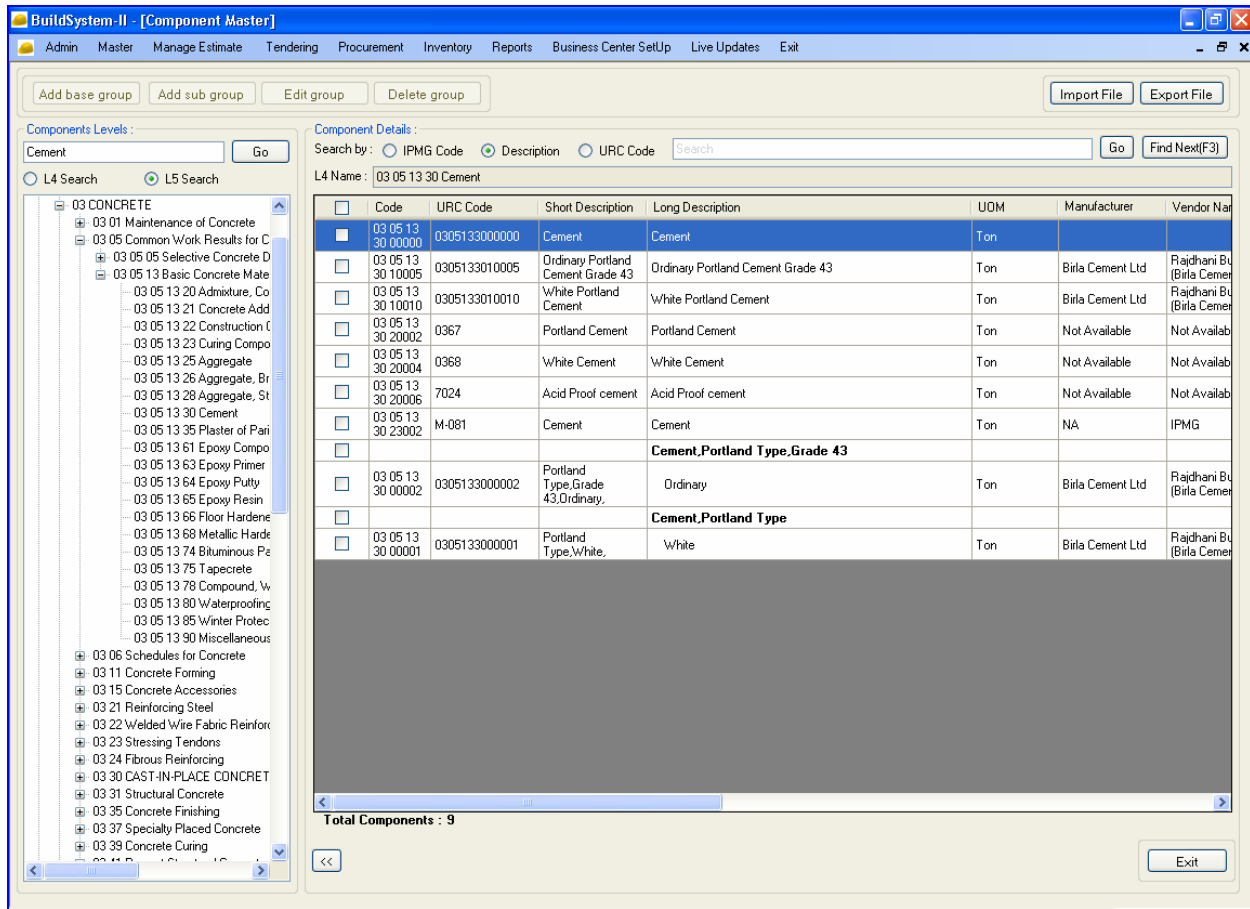 BuildSystem-II - [Component Master]
Admin Master Manage Estimate Tendering Procurement Inventory Reports Business Center SetUp Live Updates Exit
Add base group Add sub group Edit group Delete group Import File Export File
Components Levels :
Cement Go
L4 Search L5 Search
03 CONCRETE
03 01 Maintenance of Concrete
03 05 Common Work Results for C
03 05 05 Selective Concrete D
03 05 13 Basic Concrete Mate
03 05 13 20 Admixture, Co
03 05 13 21 Concrete Add
03 05 13 22 Construction C
03 05 13 23 Curing Compo
03 05 13 25 Aggregate
03 05 13 26 Aggregate, Br
03 05 13 28 Aggregate, St
03 05 13 30 Cement
03 05 13 35 Plaster of Pari
03 05 13 61 Epoxy Compo
03 05 13 63 Epoxy Primer
03 05 13 64 Epoxy Putty
03 05 13 65 Epoxy Resin
03 05 13 66 Floor Hardene
03 05 13 68 Metallic Harde
03 05 13 74 Bituminous Pa
03 05 13 75 Tapecrete
03 05 13 78 Compound, W
03 05 13 80 Waterproofing
03 05 13 85 Winter Protec
03 05 13 90 Miscellaneous
03 06 Schedules for Concrete
03 11 Concrete Forming
03 15 Concrete Accessories
03 21 Reinforcing Steel
03 22 Welded Wire Fabric Reinforc
03 23 Stressing Tendons
03 24 Fibrous Reinforcing
03 30 CAST-IN-PLACE CONCRET
03 31 Structural Concrete
03 35 Concrete Finishing
03 37 Specialty Placed Concrete
03 39 Concrete Curing
Component Details :
Search by : IPMG Code Description URC Code Search Go Find Next(F3)
L4 Name : 03 05 13 30 Cement
Code URC Code Short Description Long Description UOM Manufacturer Vendor Nar
03 05 13
30 00000 0305133000000 Cement Cement Ton
03 05 13
30 10005 0305133010005 Ordinary Portland
Cement Grade 43 Ordinary Portland Cement Grade 43 Ton Birla Cement Ltd Rajdhani Bu
(Birla Cemer
03 05 13
30 10010 0305133010010 White Portland
Cement White Portland Cement Ton Birla Cement Ltd Rajdhani Bu
(Birla Cemer
03 05 13
30 20002 0367 Portland Cement Portland Cement Ton Not Available Not Availab
03 05 13
30 20004 0368 White Cement White Cement Ton Not Available Not Availab
03 05 13
30 20006 7024 Acid Proof cement Acid Proof cement Ton Not Available Not Availab
03 05 13
30 23002 M-081 Cement Cement Ton NA IPMG
Cement,Portland Type,Grade 43
03 05 13
30 00002 0305133000002 Portland
Type,Grade
43,Ordinary, Ordinary Ton Birla Cement Ltd Rajdhani Bu
(Birla Cemer
Cement,Portland Type
03 05 13
30 00001 0305133000001 Portland
Type,White, White Ton Birla Cement Ltd Rajdhani Bu
(Birla Cemer
Total Components : 9
<< Exit